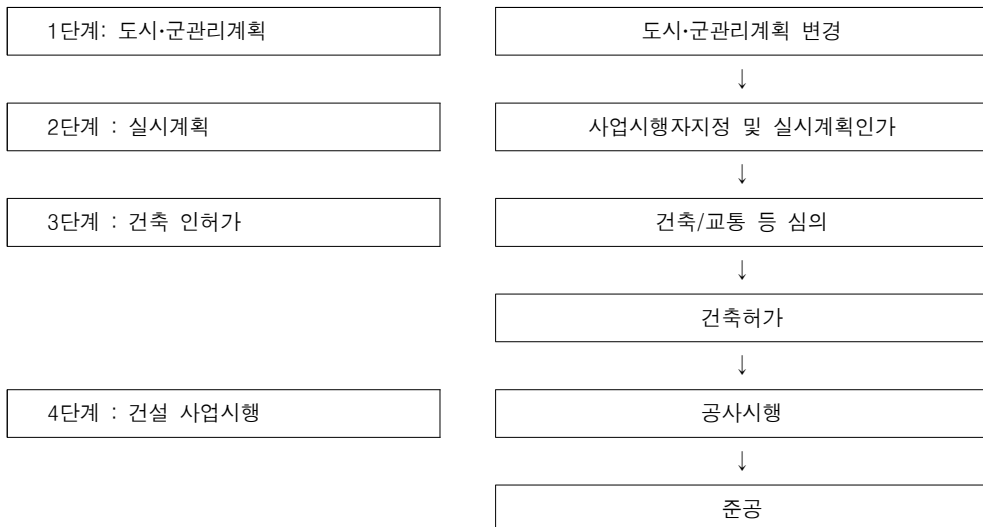 1단계: 도시·군관리계획
도시·군관리계획 변경
↓
2단계 : 실시계획
사업시행자지정 및 실시계획인가
↓
3단계 : 건축 인허가
건축/교통 등 심의
↓
건축허가
↓
4단계 : 건설 사업시행
공사시행
↓
준공